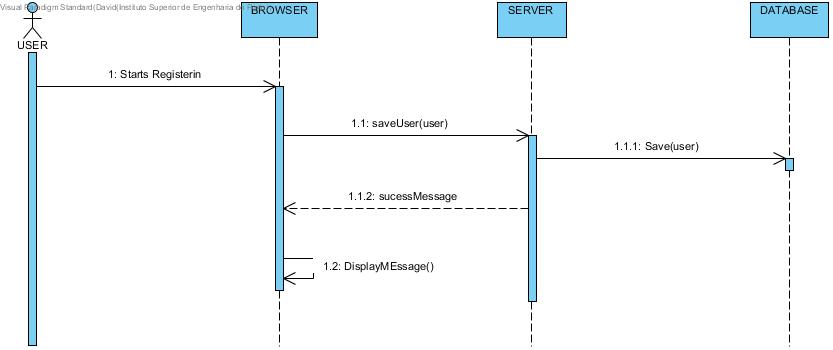 Visual Paradigm Standard(David(Instituto Superior de Engenharia de
BROWSER
SERVER
DATABASE
USER
1: Starts Registerin
1.1: saveUser(user)
1.1.1: Save(user)
1.1.2: sucessMessage
1.2: DisplayMEssage()